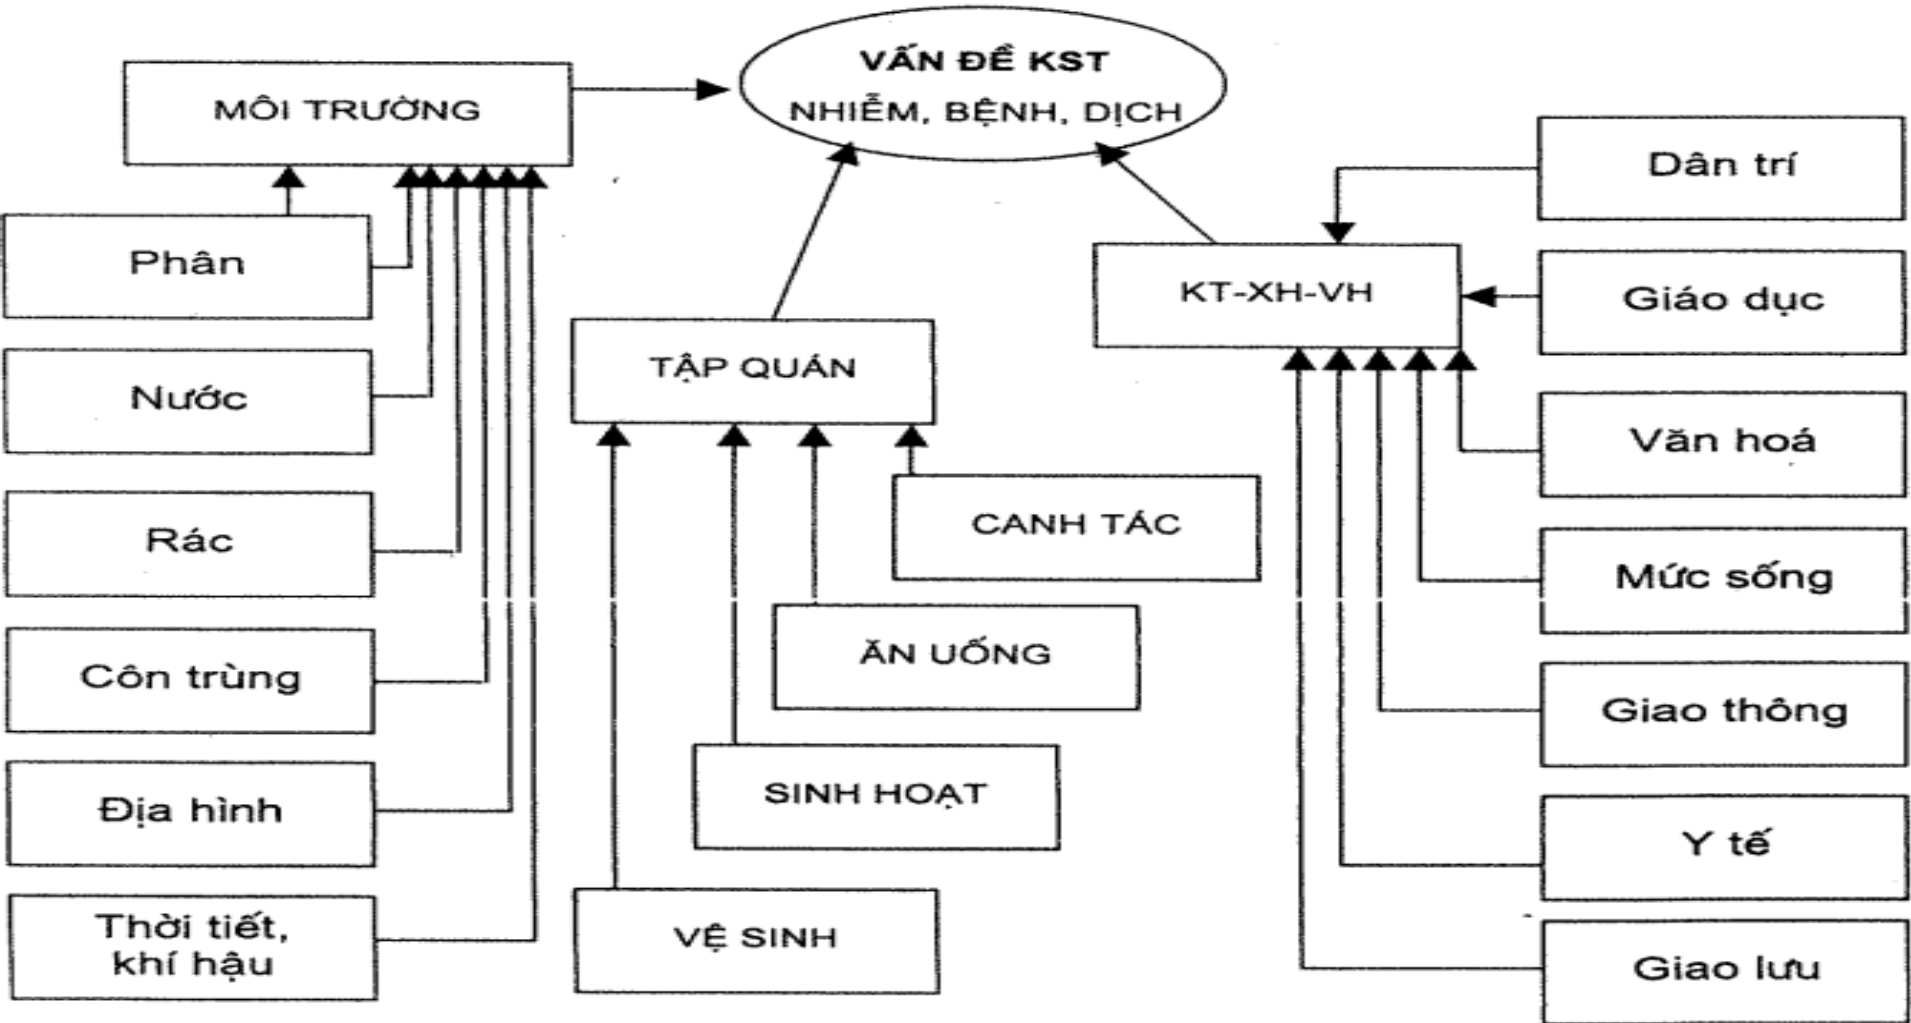 VẤN ĐỀ KST
NHIỄM, BỆNH, DỊCH
MÔI TRƯỜNG
Phân
Nước
Rác
Côn trùng
Địa hình
Thời tiết,
khí hậu
TẬP QUÁN
CANH TÁC
ĂN UỐNG
SINH HOẠT
VỆ SINH
KT-XH-VH
Dân trí
Giáo dục
Văn hoá
Mức sống
Giao thông
Y tế
Giao lưu